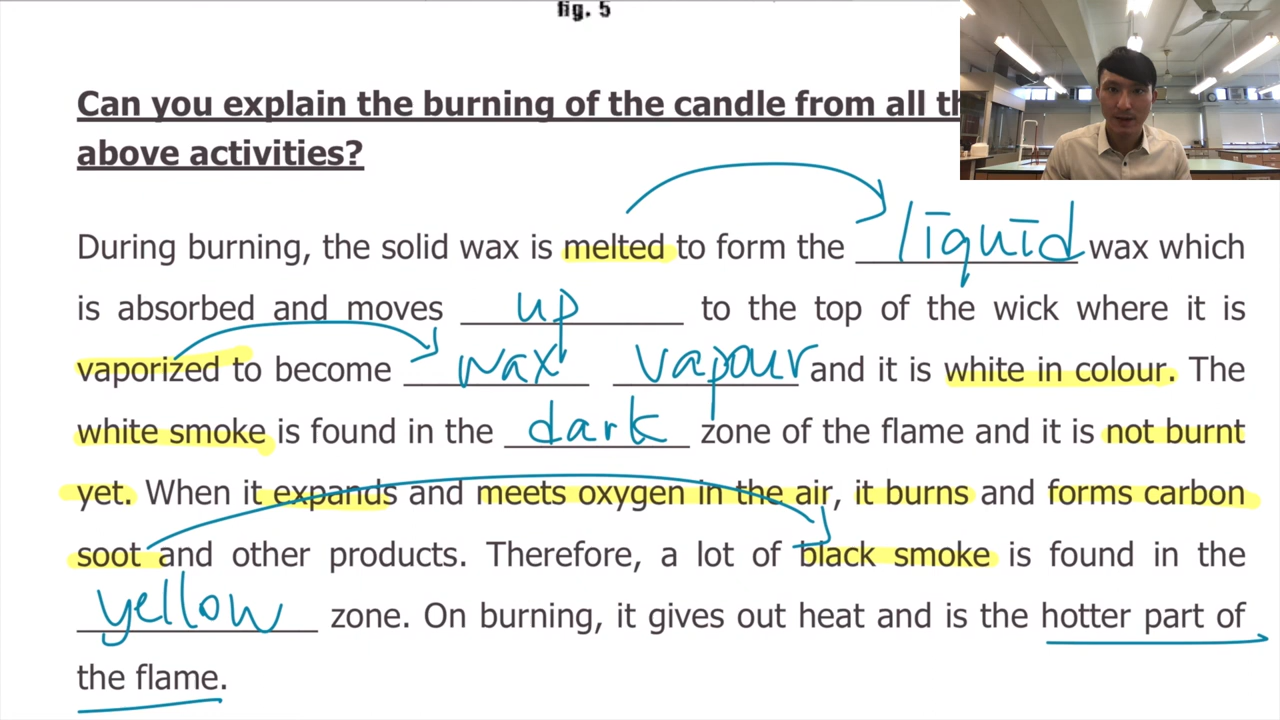 fig. 5
Can you explain the burning of the candle from all th
above activities?
During burning, the solid wax is melted to form the liquid wax which
is absorbed and moves up to the top of the wick where it is
vaporized to become wax vapour and it is white in colour. The
white smoke is found in the dark zone of the flame and it is not burnt
yet. When it expands and meets oxygen in the air, it burns and forms carbon
soot and other products. Therefore, a lot of black smoke is found in the
yellow zone. On burning, it gives out heat and is the hotter part of
the flame.